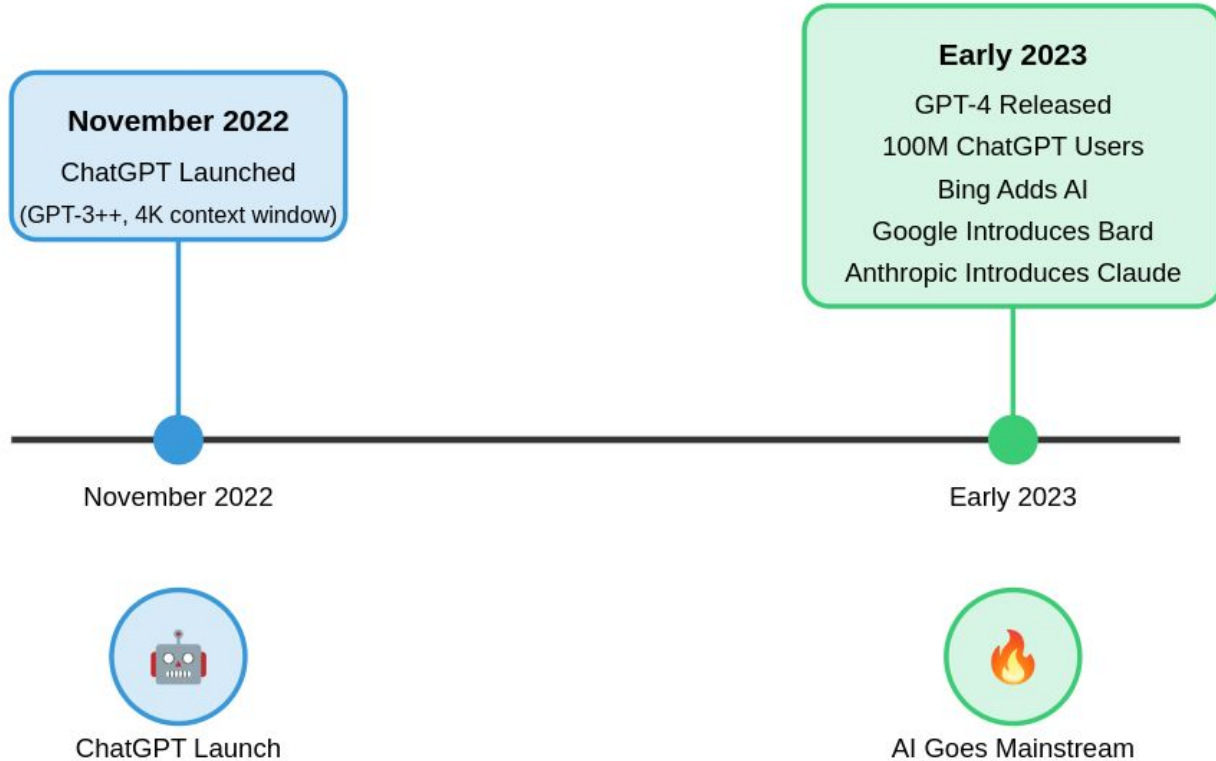 November 2022
ChatGPT Launched
(GPT-3++, 4K context window)
Early 2023
GPT-4 Released
100M ChatGPT Users
Bing Adds AI
Google Introduces Bard
Anthropic Introduces Claude
November 2022
Early 2023
ChatGPT Launch
AI Goes Mainstream